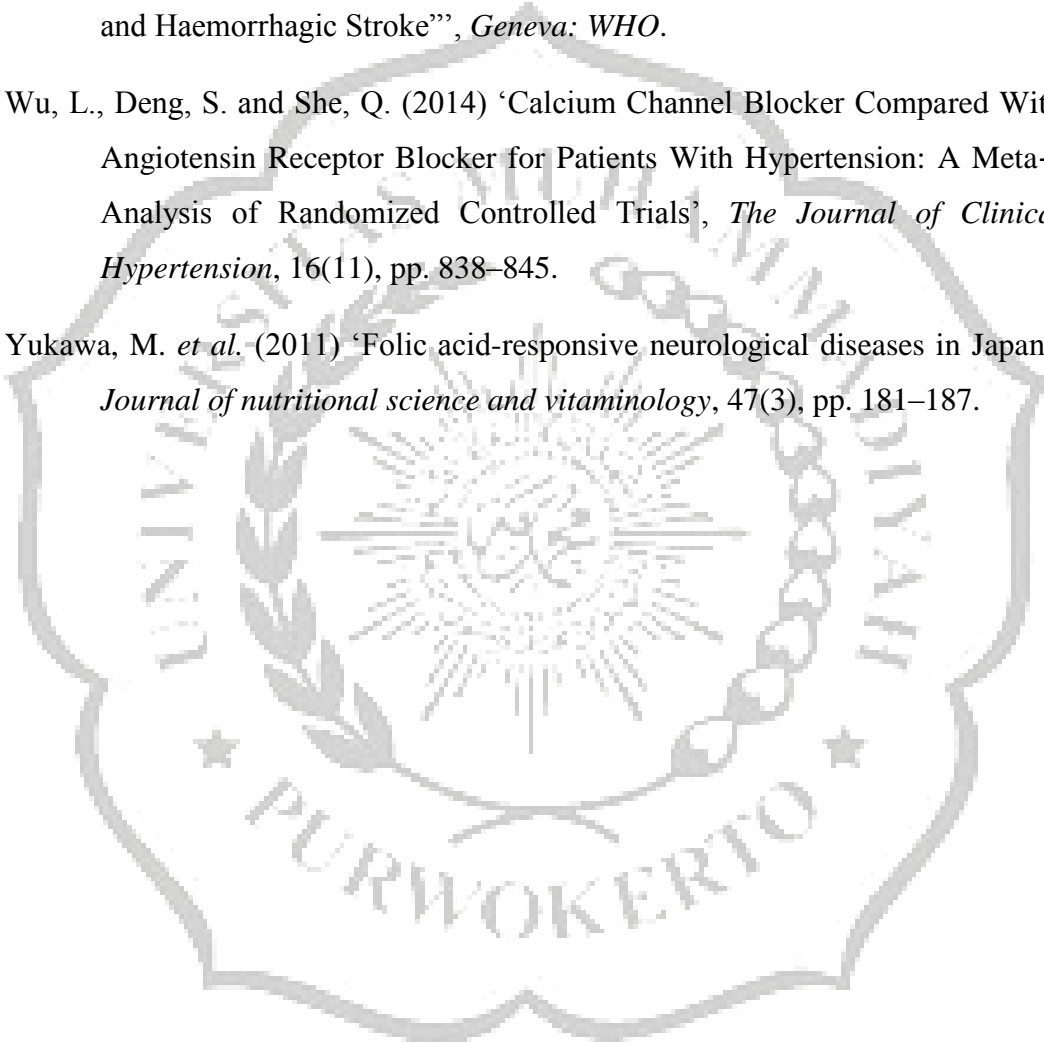 and Haemorrhagic Stroke”’, Geneva: WHO.
Wu, L., Deng, S. and She, Q. (2014) ‘Calcium Channel Blocker Compared Wit
Angiotensin Receptor Blocker for Patients With Hypertension: A Meta-
Analysis of Randomized Controlled Trials’, The Journal of Clinica
Hypertension, 16(11), pp. 838–845.
Yukawa, M. et al. (2011) ‘Folic acid-responsive neurological diseases in Japan
Journal of nutritional science and vitaminology, 47(3), pp. 181–187.
UNIVERSITAS MUHAMMADIYAH
PURWOKERTO